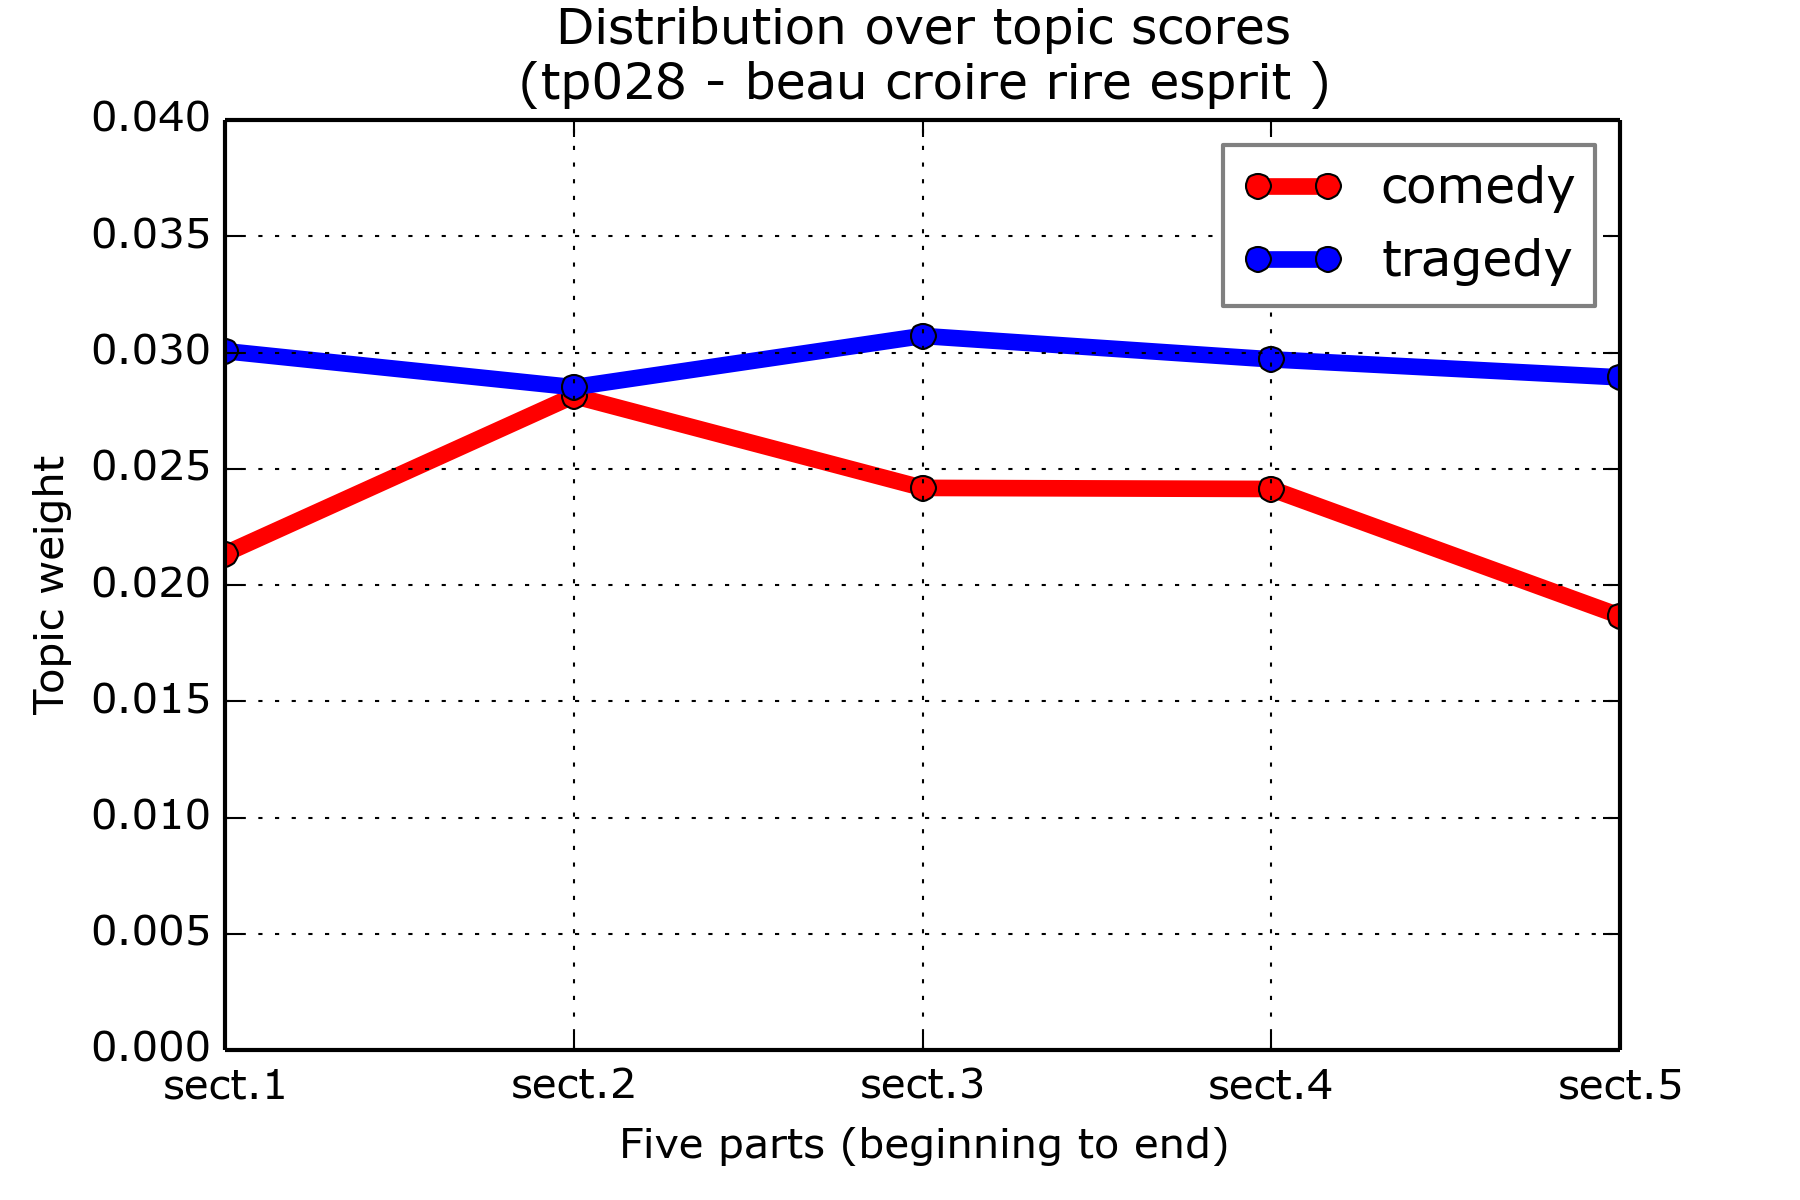 Distribution over topic scores
(tp028 - beau croire rire esprit )
comedy
tragedy
Topic weight
0.040
0.035
0.030
0.025
0.020
0.015
0.010
0.005
0.000
sect.1 sect.2 sect.3 sect.4 sect.5
Five parts (beginning to end)